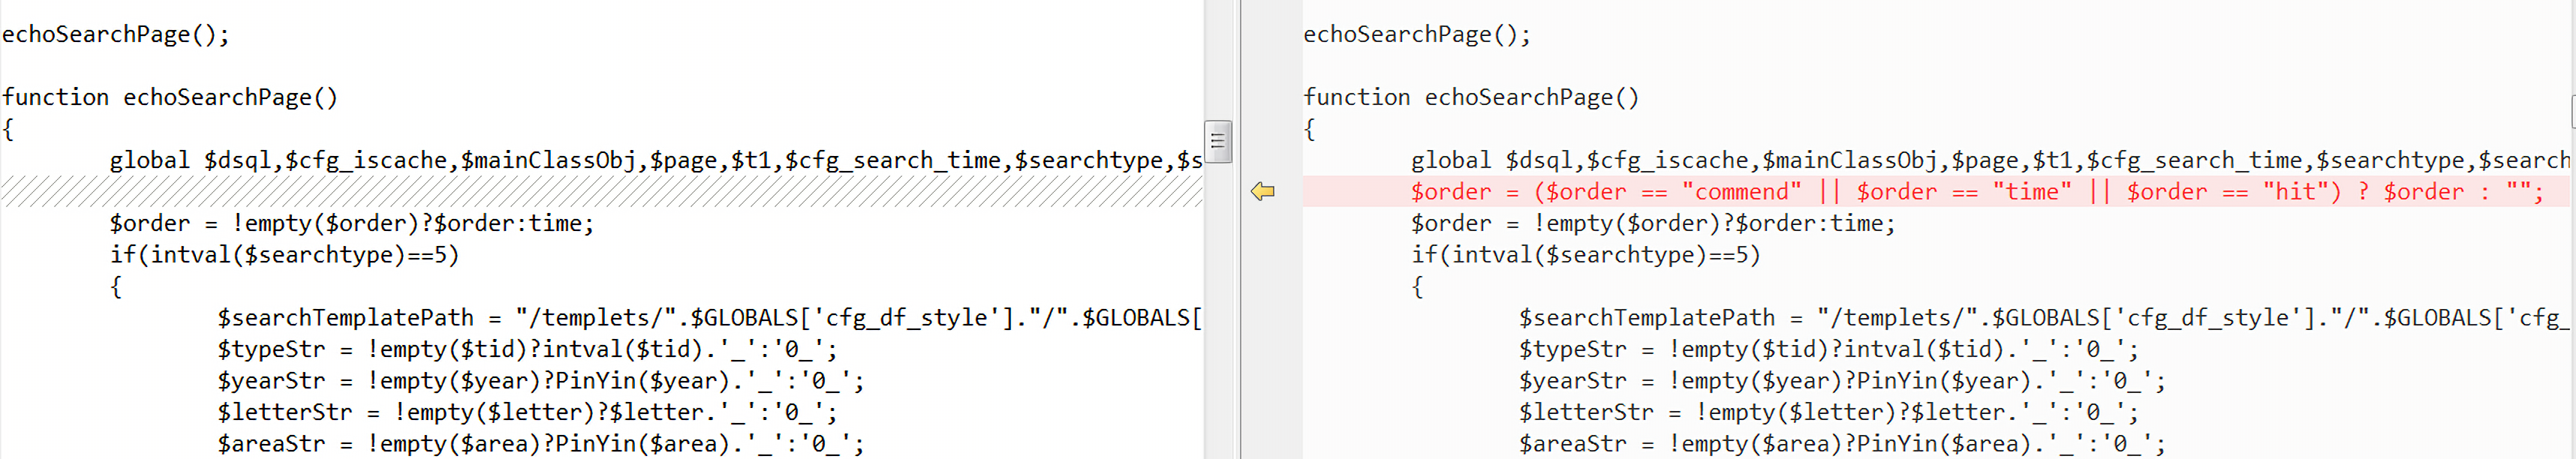 echoSearchPage();
function echoSearchPage()
{
global $dsql,$cfg_iscache,$mainClassObj,$page,$t1,$cfg_search_time,$searchtype,$s
$order = !empty($order)?$order:time;
if(intval($searchtype)==5)
{
$searchTemplatePath = "/templets/".$GLOBALS['cfg_df_style']."/".$GLOBALS[
$typeStr = !empty($tid)?intval($tid).'_':'0_';
$yearStr = !empty($year)?PinYin($year).'_':'0_';
$letterStr = !empty($letter)?$letter.'_':'0_';
$areaStr = !empty($area)?PinYin($area).'_':'0_';
echoSearchPage();
function echoSearchPage()
{
global $dsql,$cfg_iscache,$mainClassObj,$page,$t1,$cfg_search_time,$searchtype,$search
$order = ($order == "commend" || $order == "time" || $order == "hit") ? $order : "";
$order = !empty($order)?$order:time;
if(intval($searchtype)==5)
{
$searchTemplatePath = "/templets/".$GLOBALS['cfg_df_style']."/".$GLOBALS['cfg_
$typeStr = !empty($tid)?intval($tid).'_':'0_';
$yearStr = !empty($year)?PinYin($year).'_':'0_';
$letterStr = !empty($letter)?$letter.'_':'0_';
$areaStr = !empty($area)?PinYin($area).'_':'0_';